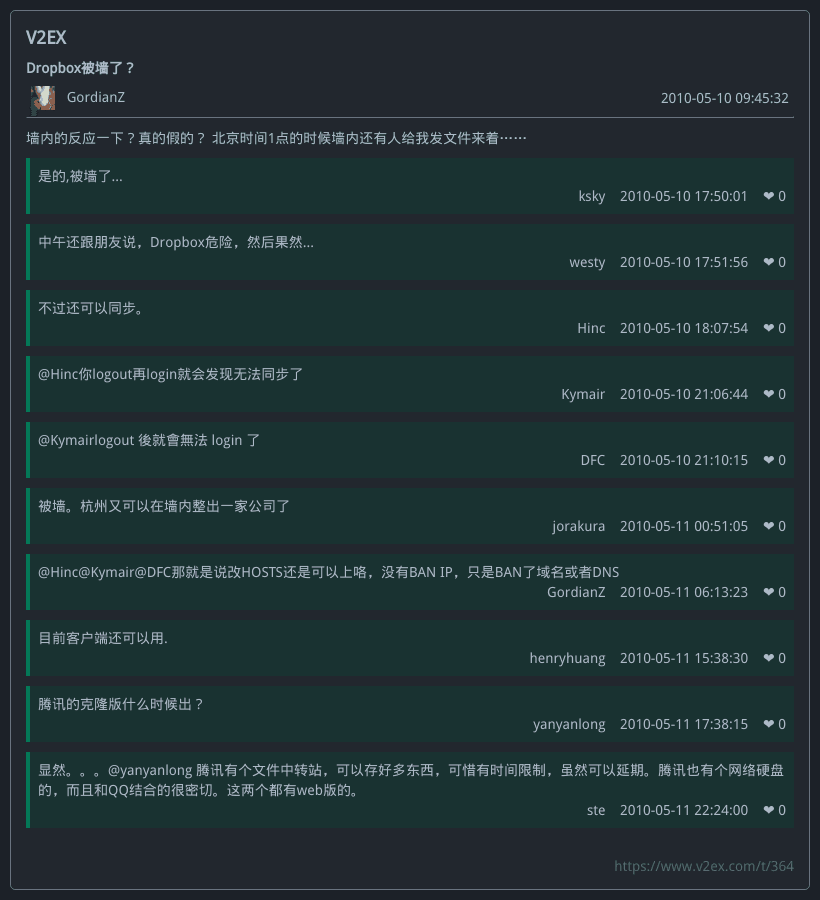 V2EX
Dropbox被墙了？
GordianZ
2010-05-10 09:45:32
墙内的反应一下？真的假的？ 北京时间1点的时候墙内还有人给我发文件来着……
是的,被墙了...
ksky 2010-05-10 17:50:01 ❤ 0
中午还跟朋友说，Dropbox危险，然后果然...
westy 2010-05-10 17:51:56 ❤ 0
不过还可以同步。
Hinc 2010-05-10 18:07:54 ❤ 0
@Hinc你logout再login就会发现无法同步了
Kymair 2010-05-10 21:06:44 ❤ 0
@Kymairlogout 後就會無法 login 了
DFC 2010-05-10 21:10:15 ❤ 0
被墙。杭州又可以在墙内整出一家公司了
jorakura 2010-05-11 00:51:05 ❤ 0
@Hinc@Kymair@DFC那就是说改HOSTS还是可以上咯，没有BAN IP，只是BAN了域名或者DNS
GordianZ 2010-05-11 06:13:23 ❤ 0
目前客户端还可以用.
henryhuang 2010-05-11 15:38:30 ❤ 0
腾讯的克隆版什么时候出？
yanyanlong 2010-05-11 17:38:15 ❤ 0
显然。。。@yanyanlong 腾讯有个文件中转站，可以存好多东西，可惜有时间限制，虽然可以延期。腾讯也有个网络硬盘
的，而且和QQ结合的很密切。这两个都有web版的。
ste 2010-05-11 22:24:00 ❤ 0
https://www.v2ex.com/t/364